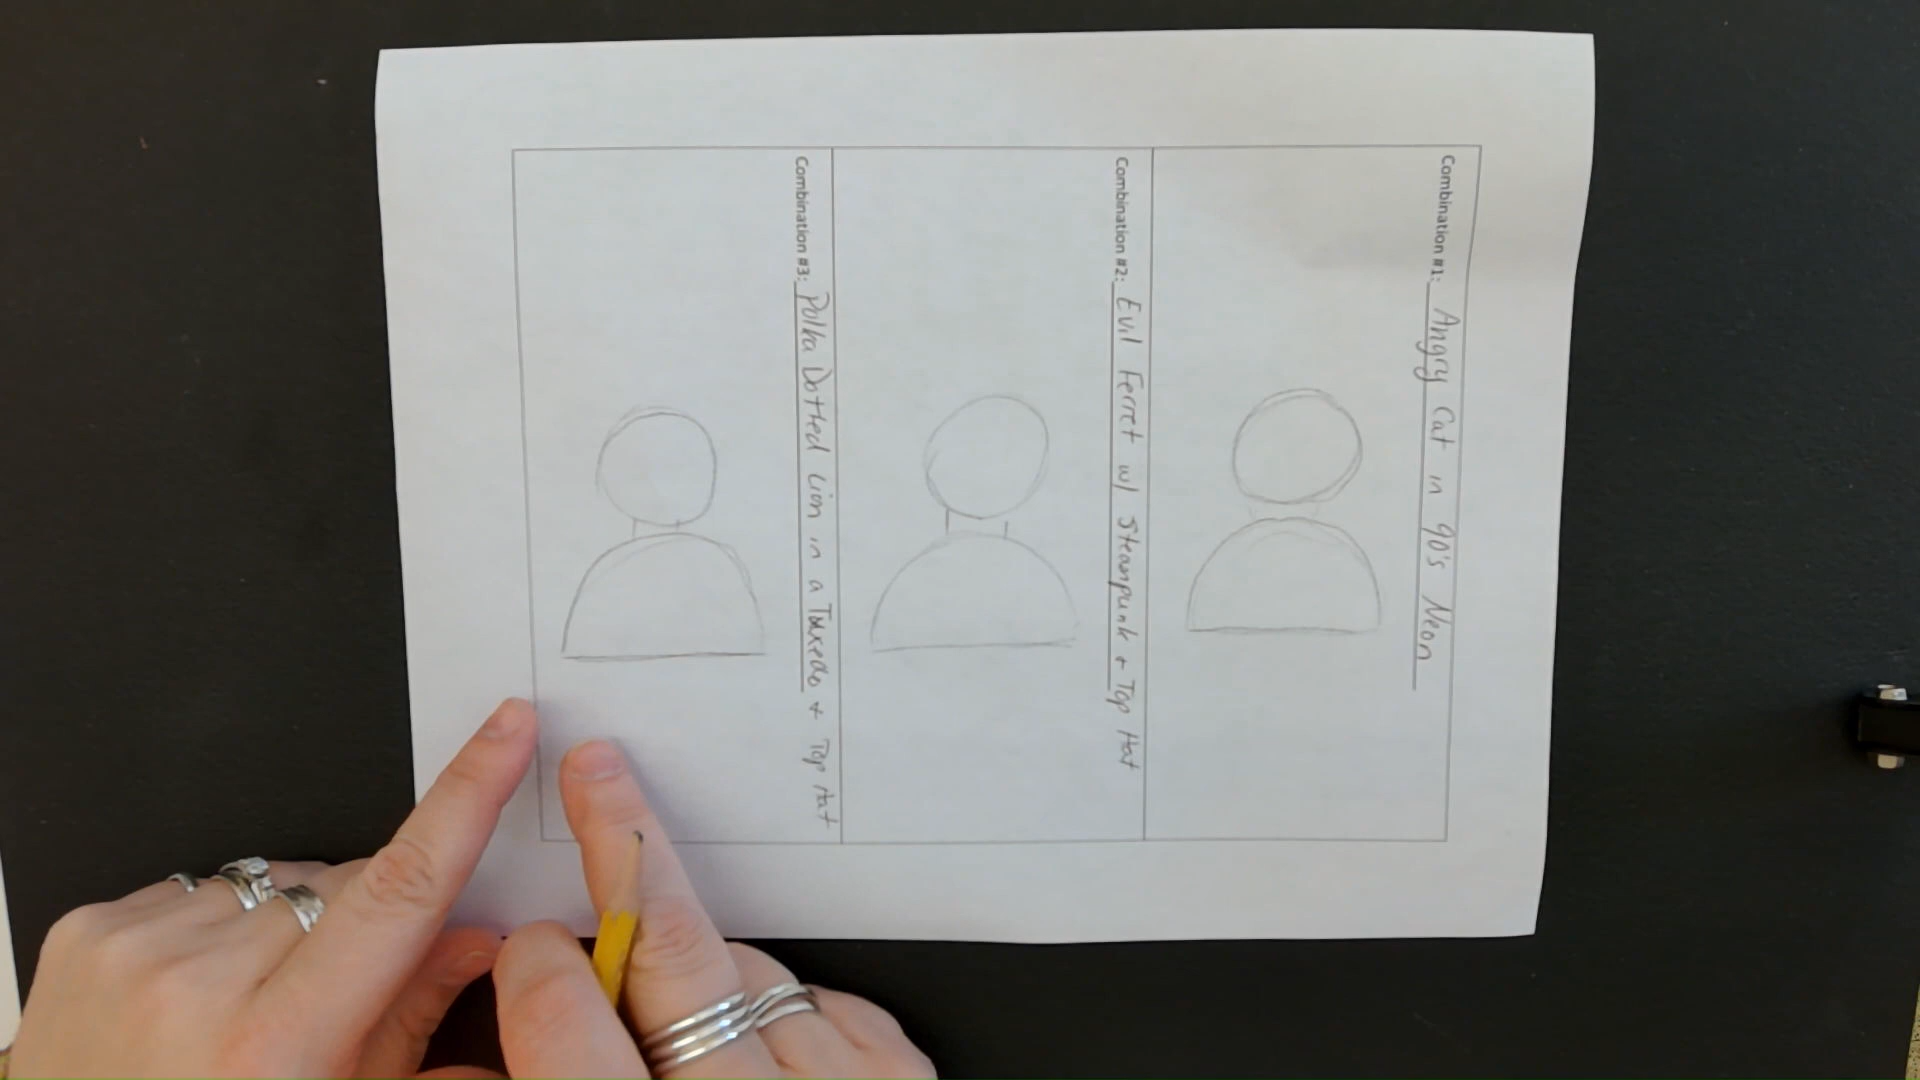 Combination #1: Angry Cat in 90's Neon
Combination #2: Evil Ferret w/ Steampunk + Top Hat
Combination #3: Polka Dotted Lion in a Tuxedo + Top Hat